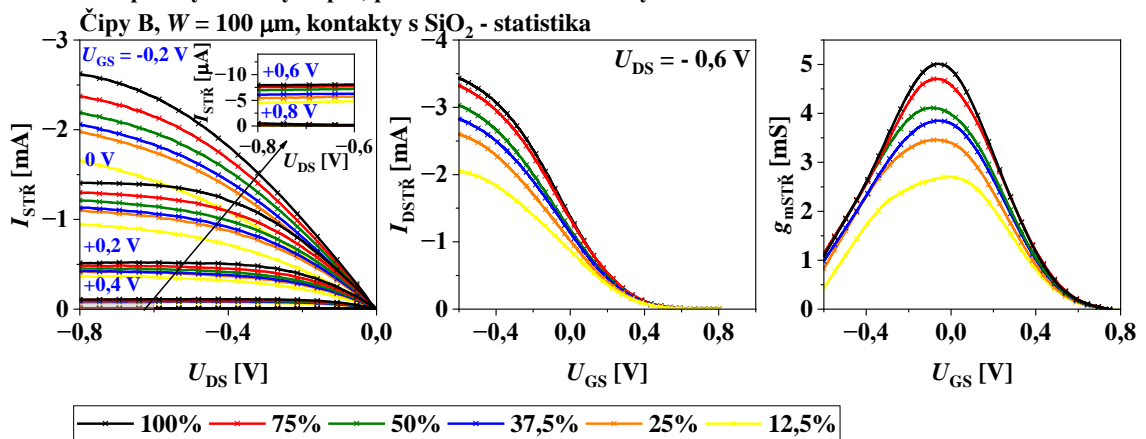 Čipy B, W = 100 μm, kontakty s SiO2 - statistika
−3
−2
−1
0
ISTŘ [mA]
UGS = -0,2 V
0 V
+0,2 V
+0,4 V
−0,8
−0,4
0,0
UDS [V]
−10
−5
0
ISTŘ [μA]
+0,6 V
+0,8 V
−0,8
−0,6
UDS [V]
−4
−3
−2
−1
0
IDSTŘ [mA]
UDS = - 0,6 V
−0,4
0,0
0,4
0,8
UGS [V]
6
5
4
3
2
1
0
gmSTŘ [mS]
−0,4
0,0
0,4
0,8
UGS [V]
100% 75% 50% 37,5% 25% 12,5%